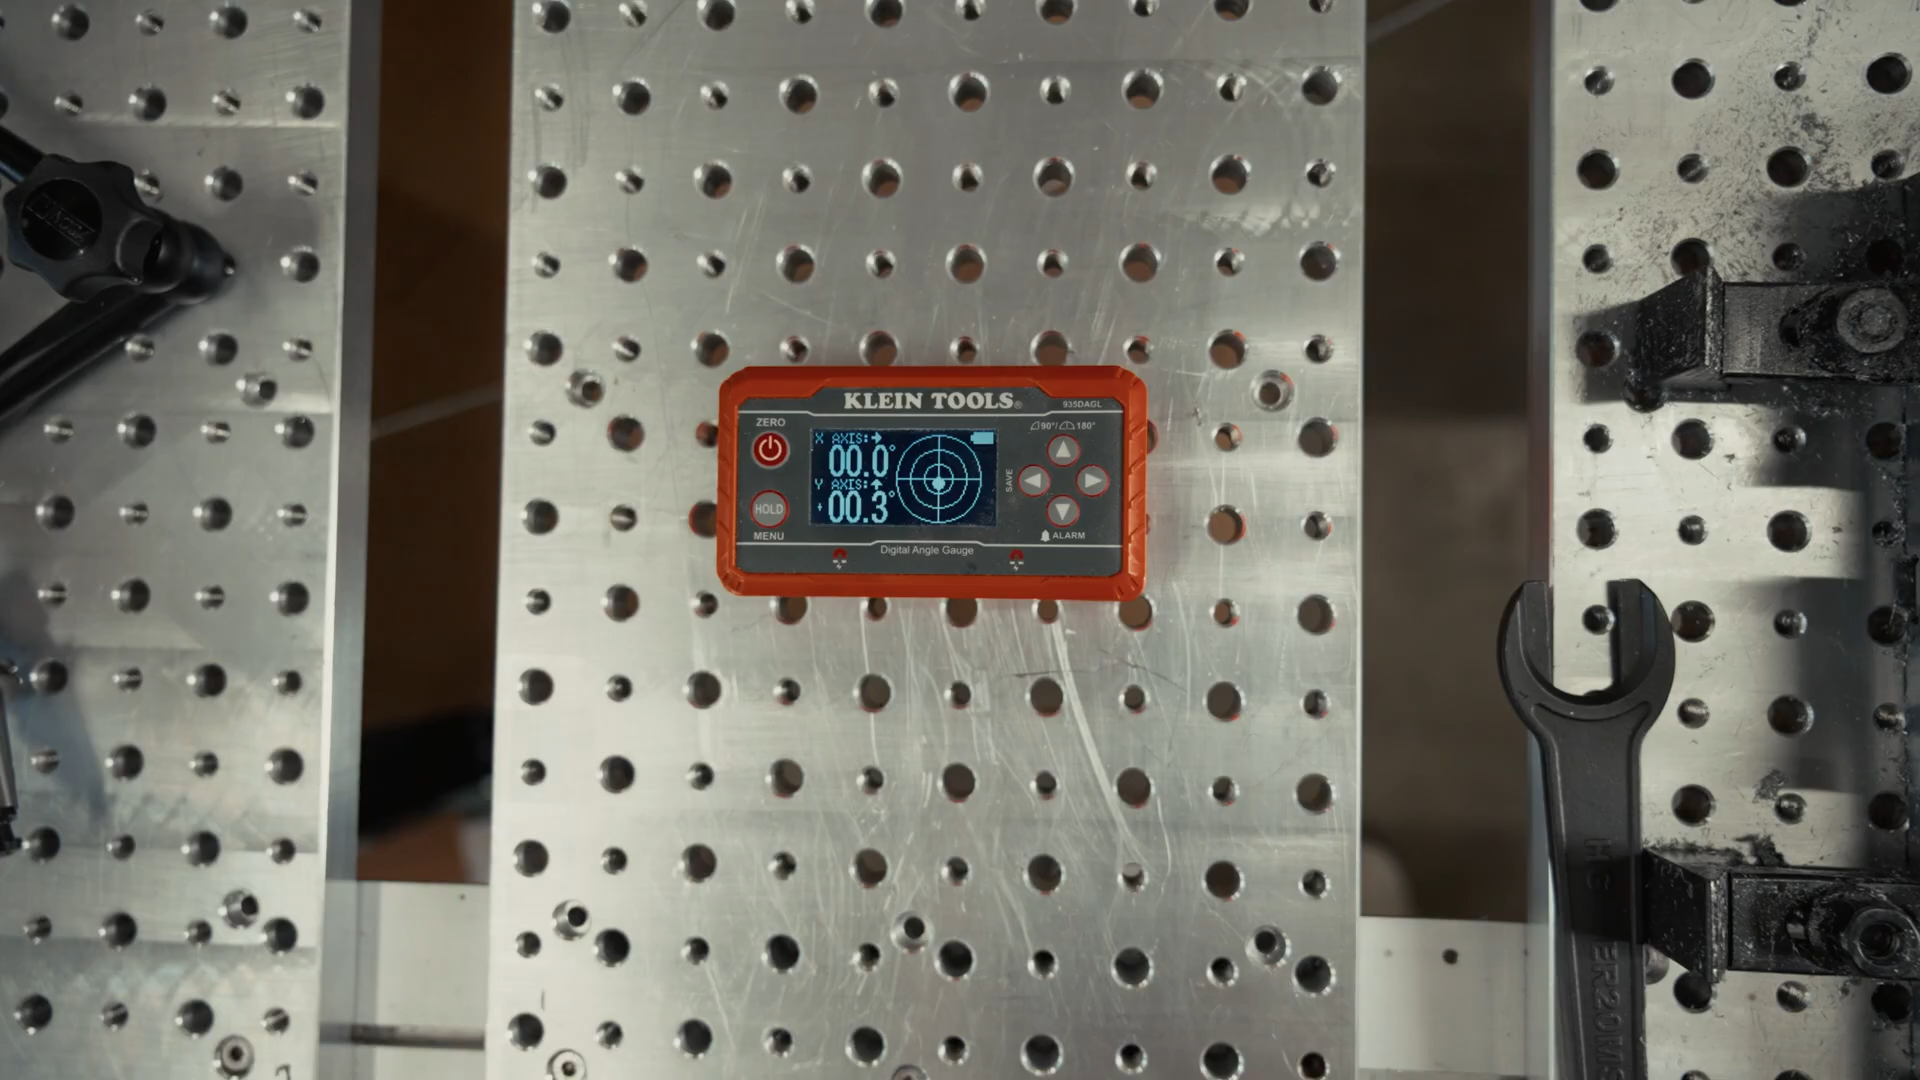 KLEIN TOOLS®
935DAGL
ZERO
90°/ 180°
X AXIS:
00.0°
Y AXIS:
+00.3°
SAVE
HOLD
MENU
ALARM
Digital Angle Gauge